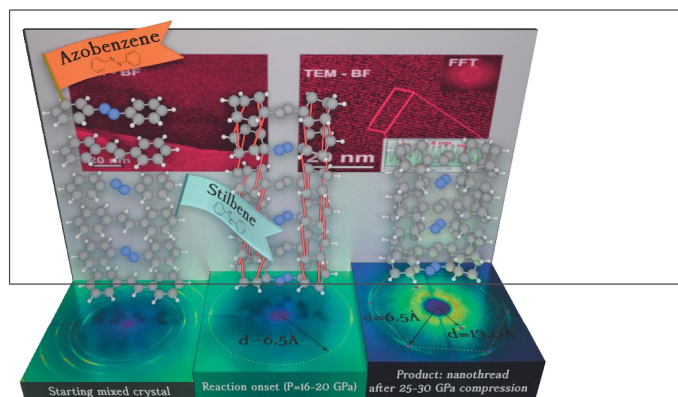 Azobenzene
BF
TEM - BF
FFT
20 nm
20 nm
Stilbene
d~6.5Å
d=6.5Å
d=13.0Å
Starting mixed crystal
Reaction onset (P=16-20 GPa)
Product: nanothread
after 25-30 GPa compression